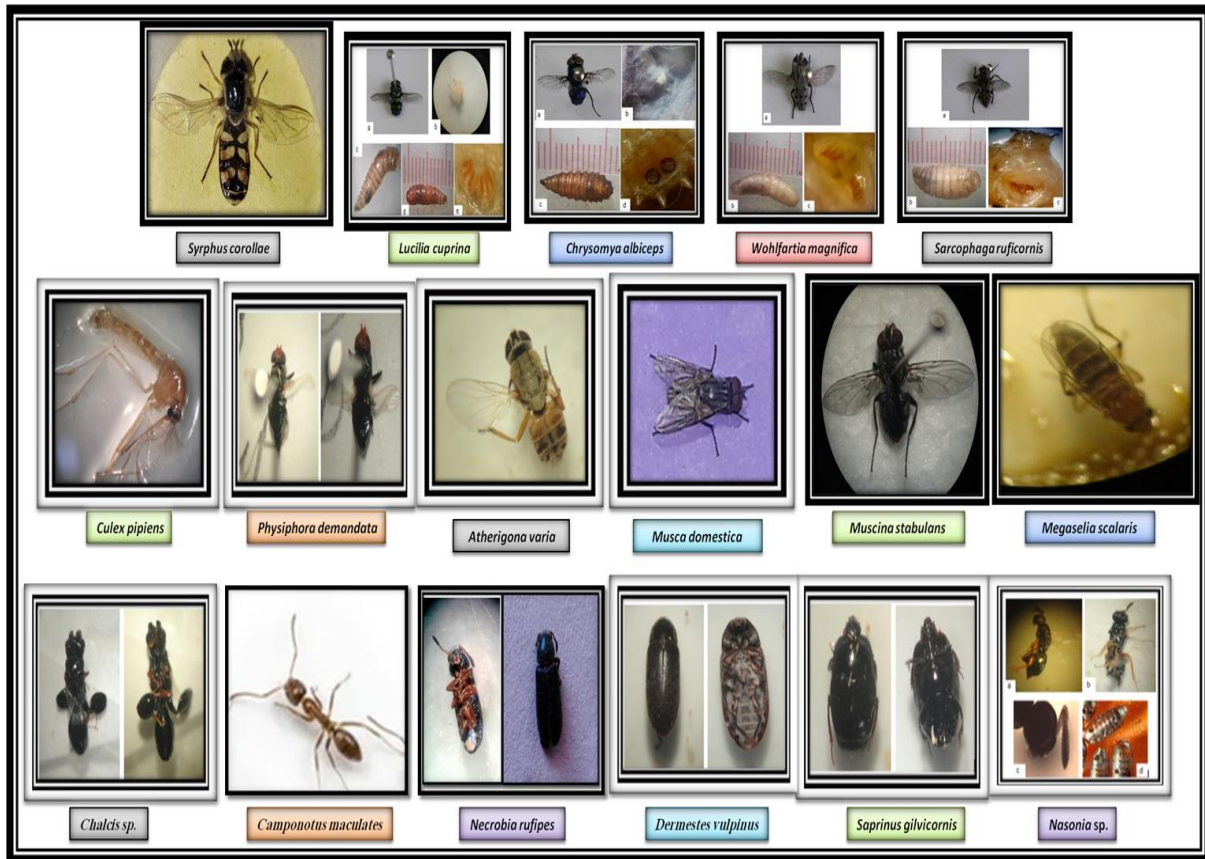 a
b
c
d
e
a
b
c
d
a
b
c
a
b
c
Syrphus corollae
Lucilia cuprina
Chrysomya albiceps
Wohlfartia magnifica
Sarcophaga ruficornis
Culex pipiens
Physiphora demandata
Atherigona varia
Musca domestica
Muscina stabulans
Megaselia scalaris
a
b
c
d
Chalcis sp.
Camponotus maculates
Necrobia rufipes
Dermestes vulpinus
Saprinus gilvicornis
Nasonia sp.